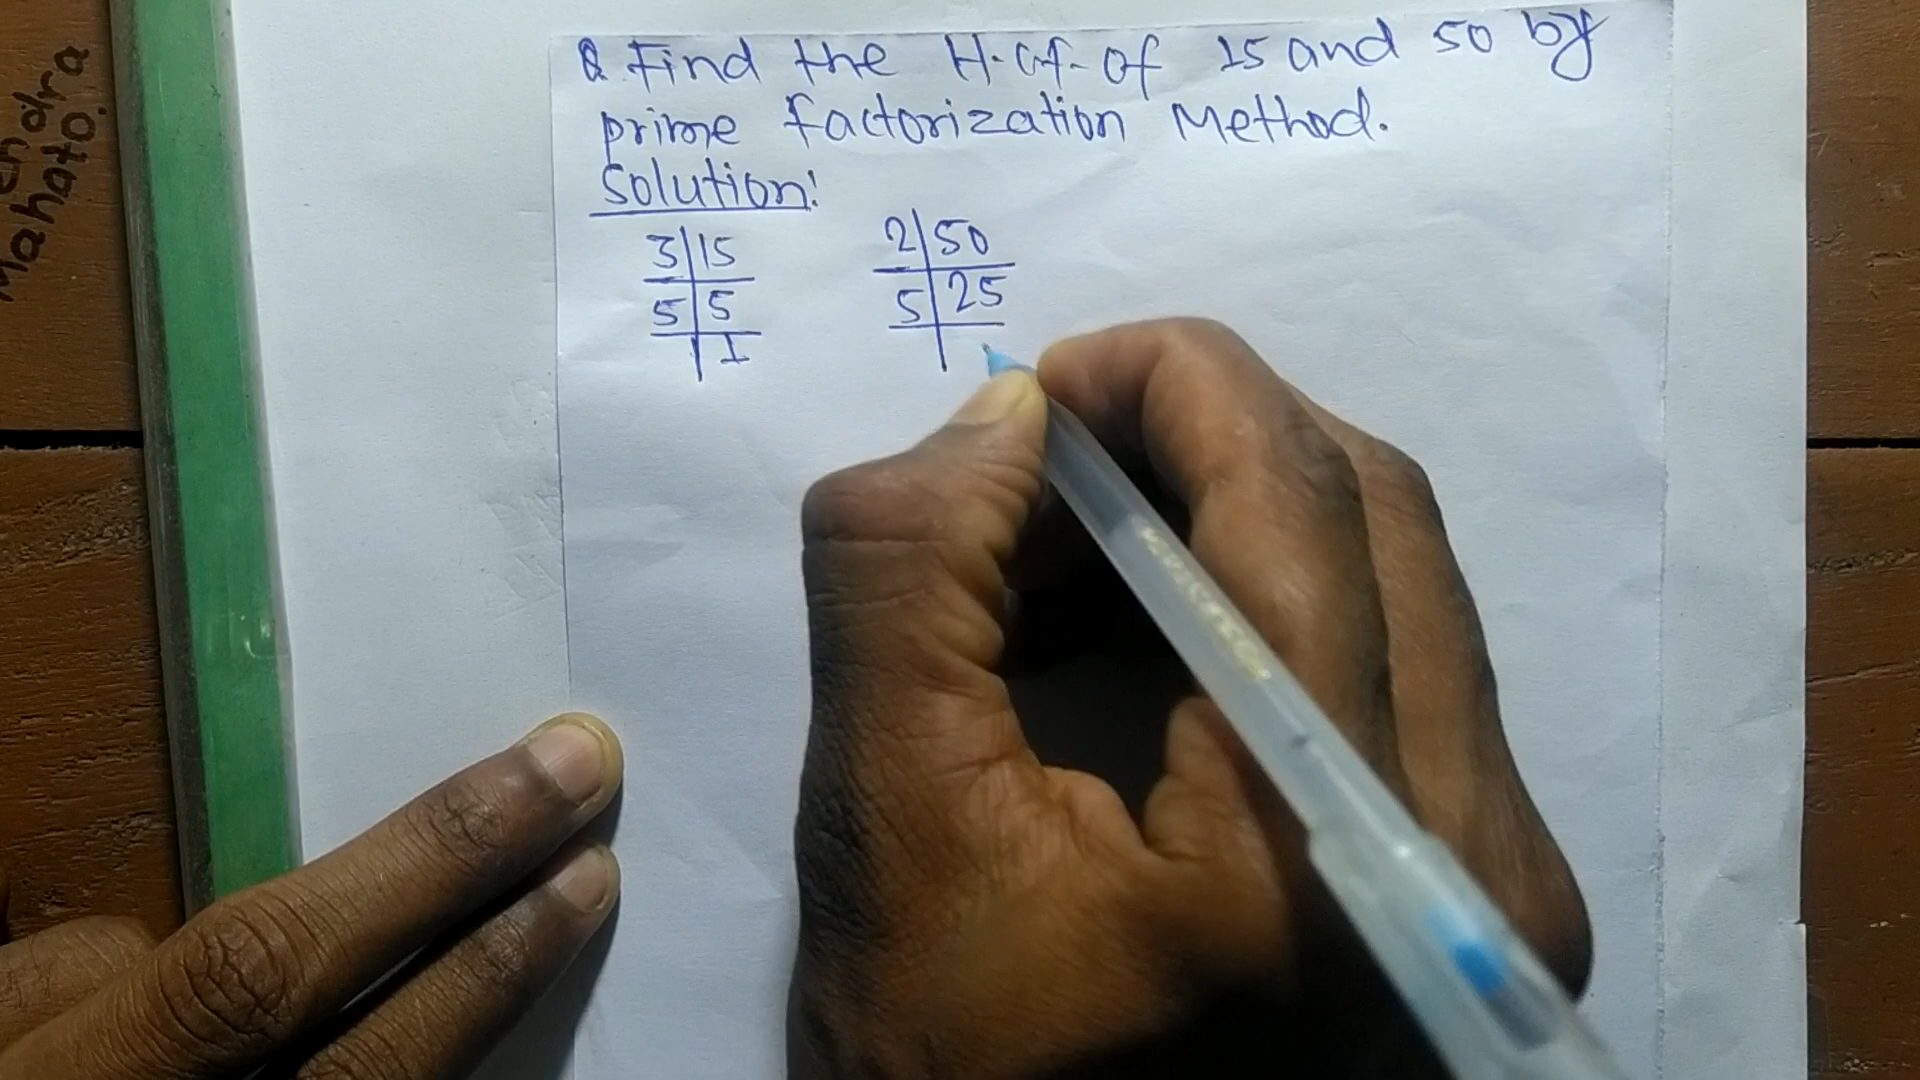 Q. Find the H.c.f. of 15 and 50 by
prime factorization Method.
Solution:
3 | 15
5 | 5
1
2 | 50
5 | 25
Mahato.